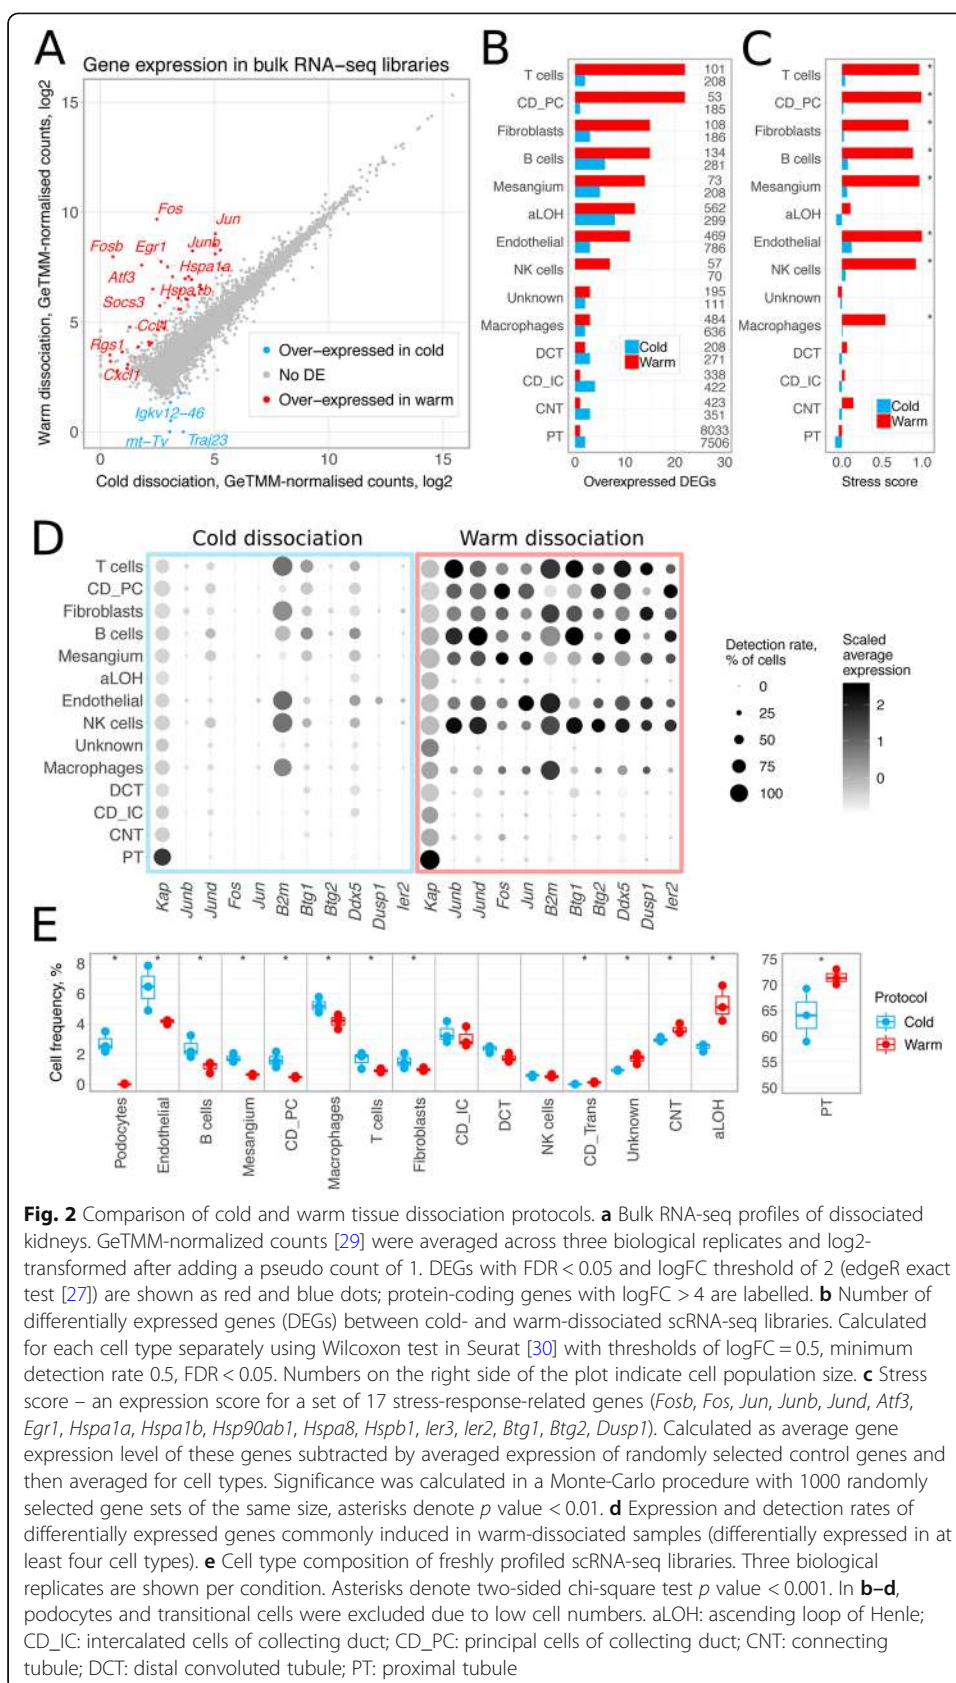 A
Gene expression in bulk RNA-seq libraries
Warm dissociation, GeTMM-normalised counts, log2
15
10
5
0
Fos
Jun
Fosb
Egr1
Junb
Atf3
Hspa1a
Socs3
Hspa1b
Ccl4
Rgs1
Cxcl1
Igkv12-46
mt-Tv
Traj23
Over-expressed in cold
No DE
Over-expressed in warm
0 5 10 15
Cold dissociation, GeTMM-normalised counts, log2
B
T cells 101 208
CD_PC 53 185
Fibroblasts 108 186
B cells 134 281
Mesangium 73 208
aLOH 562 299
Endothelial 469 786
NK cells 57 70
Unknown 195 111
Macrophages 484 636
DCT 208 271
CD_IC 338 422
CNT 423 351
PT 8033 7506
Cold
Warm
0 10 20 30
Overexpressed DEGs
C
T cells *
CD_PC *
Fibroblasts *
B cells *
Mesangium *
aLOH
Endothelial *
NK cells *
Unknown
Macrophages *
DCT
CD_IC
CNT
PT
Cold
Warm
0.0 0.5 1.0
Stress score
D
Cold dissociation
Warm dissociation
T cells
CD_PC
Fibroblasts
B cells
Mesangium
aLOH
Endothelial
NK cells
Unknown
Macrophages
DCT
CD_IC
CNT
PT
Kap Junb Jund Fos Jun B2m Btg1 Btg2 Ddx5 Dusp1 Ier2
Kap Junb Jund Fos Jun B2m Btg1 Btg2 Ddx5 Dusp1 Ier2
Detection rate,
% of cells
0
25
50
75
100
Scaled
average
expression
2
1
0
E
Cell frequency, %
8
6
4
2
0
* * * * * * * * * * * *
Podocytes Endothelial B cells Mesangium CD_PC Macrophages T cells Fibroblasts CD_IC DCT NK cells CD_Trans Unknown CNT aLOH
75
70
65
60
55
50
*
PT
Protocol
Cold
Warm
Fig. 2 Comparison of cold and warm tissue dissociation protocols. a Bulk RNA-seq profiles of dissociated
kidneys. GeTMM-normalized counts [29] were averaged across three biological replicates and log2-
transformed after adding a pseudo count of 1. DEGs with FDR < 0.05 and logFC threshold of 2 (edgeR exact
test [27]) are shown as red and blue dots; protein-coding genes with logFC > 4 are labelled. b Number of
differentially expressed genes (DEGs) between cold- and warm-dissociated scRNA-seq libraries. Calculated
for each cell type separately using Wilcoxon test in Seurat [30] with thresholds of logFC = 0.5, minimum
detection rate 0.5, FDR < 0.05. Numbers on the right side of the plot indicate cell population size. c Stress
score – an expression score for a set of 17 stress-response-related genes (Fosb, Fos, Jun, Junb, Jund, Atf3,
Egr1, Hspa1a, Hspa1b, Hsp90ab1, Hspa8, Hspb1, Ier3, Ier2, Btg1, Btg2, Dusp1). Calculated as average gene
expression level of these genes subtracted by averaged expression of randomly selected control genes and
then averaged for cell types. Significance was calculated in a Monte-Carlo procedure with 1000 randomly
selected gene sets of the same size, asterisks denote p value < 0.01. d Expression and detection rates of
differentially expressed genes commonly induced in warm-dissociated samples (differentially expressed in at
least four cell types). e Cell type composition of freshly profiled scRNA-seq libraries. Three biological
replicates are shown per condition. Asterisks denote two-sided chi-square test p value < 0.001. In b–d,
podocytes and transitional cells were excluded due to low cell numbers. aLOH: ascending loop of Henle;
CD_IC: intercalated cells of collecting duct; CD_PC: principal cells of collecting duct; CNT: connecting
tubule; DCT: distal convoluted tubule; PT: proximal tubule